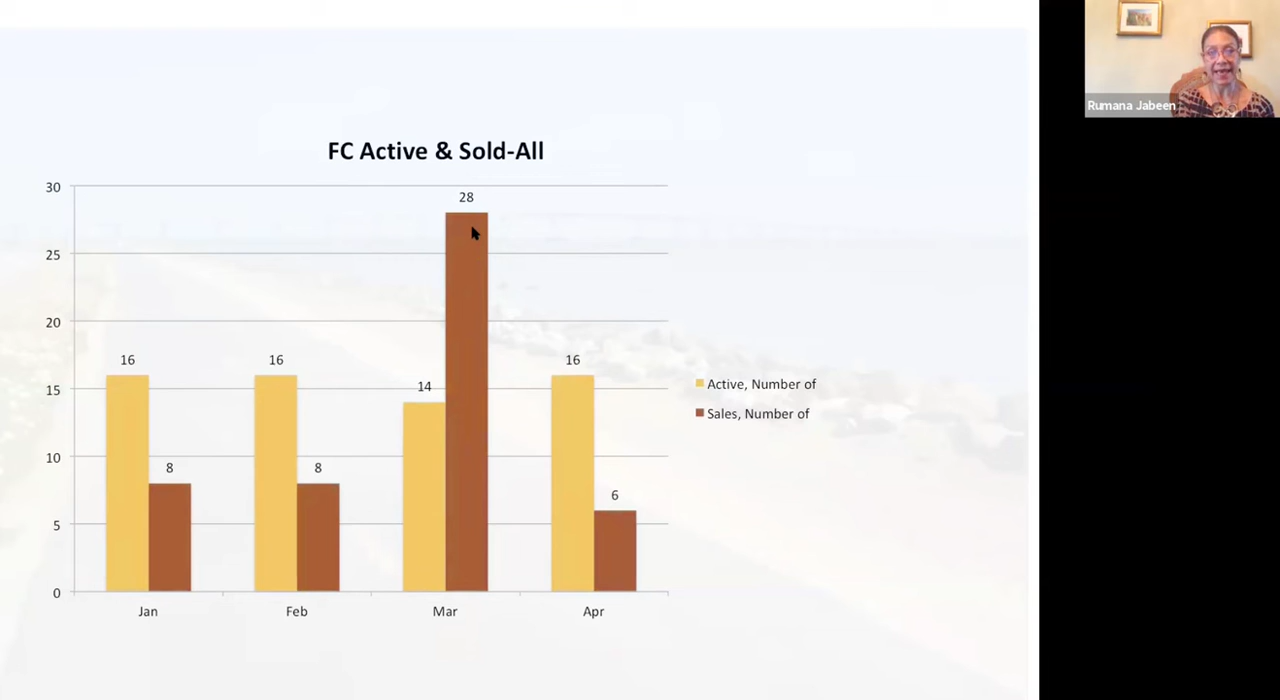 Rumana Jabeen
FC Active & Sold-All
30
25
20
15
10
5
0
16
8
16
8
14
28
16
6
Jan
Feb
Mar
Apr
Active, Number of
Sales, Number of